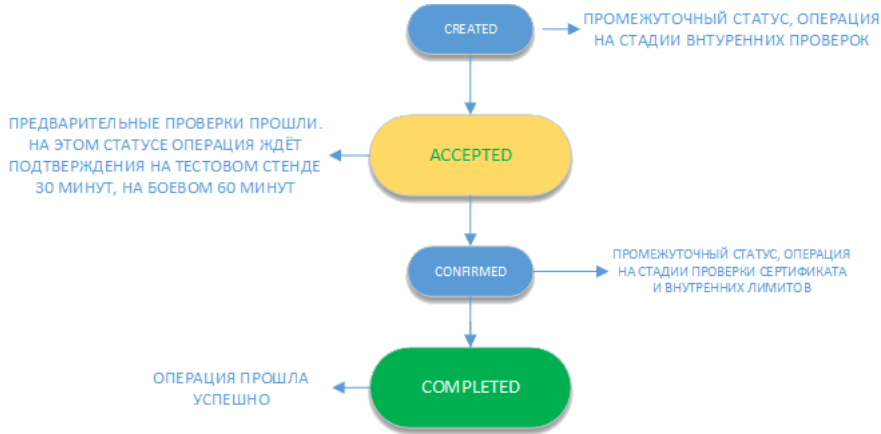 CREATED
ПРОМЕЖУТОЧНЫЙ СТАТУС, ОПЕРАЦИЯ
НА СТАДИИ ВНТУРЕННИХ ПРОВЕРОК
ПРЕДВАРИТЕЛЬНЫЕ ПРОВЕРКИ ПРОШЛИ.
НА ЭТОМ СТАТУСЕ ОПЕРАЦИЯ ЖДЁТ
ПОДТВЕРЖДЕНИЯ НА ТЕСТОВОМ СТЕНДЕ
30 МИНУТ, НА БОЕВОМ 60 МИНУТ
ACCEPTED
CONFIRMED
ПРОМЕЖУТОЧНЫЙ СТАТУС, ОПЕРАЦИЯ
НА СТАДИИ ПРОВЕРКИ СЕРТИФИКАТА
И ВНУТРЕННИХ ЛИМИТОВ
ОПЕРАЦИЯ ПРОШЛА
УСПЕШНО
COMPLETED